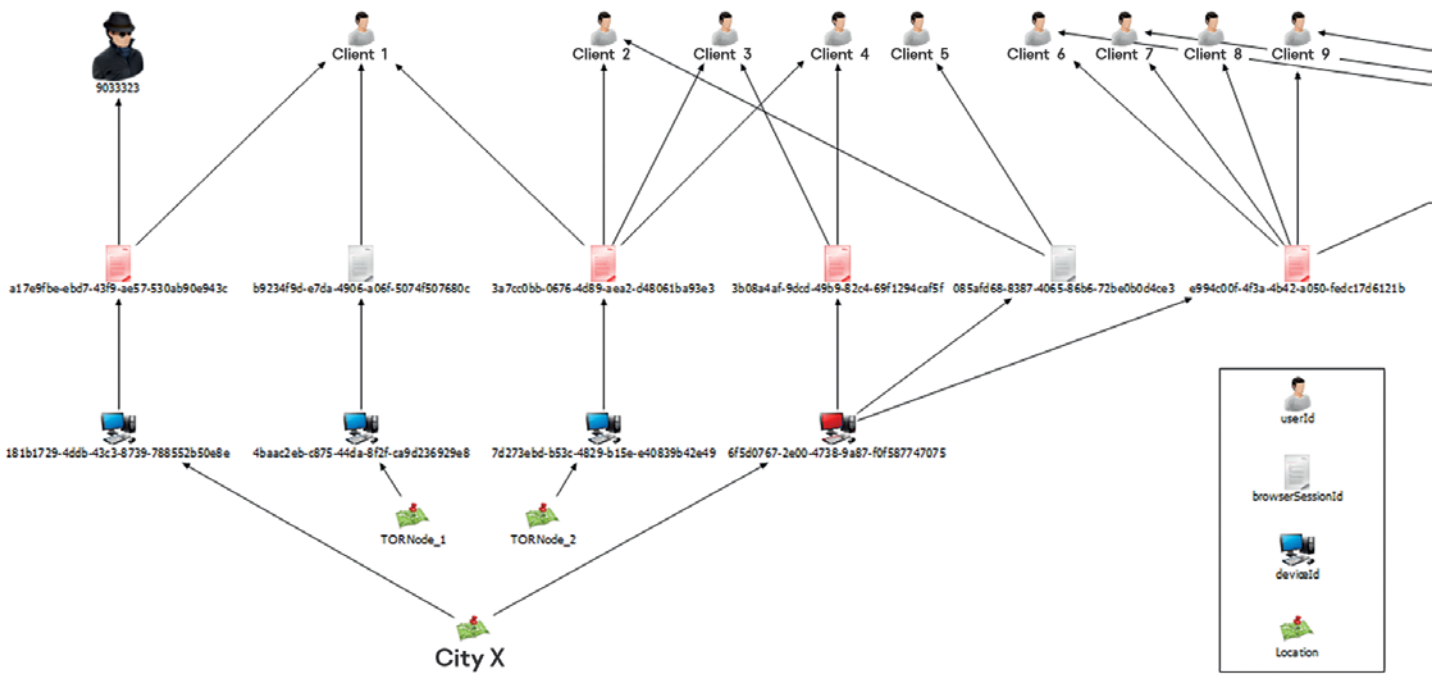 Client 1
Client 2
Client 3
Client 4
Client 5
Client 6
Client 7
Client 8
Client 9
9033323
a17e9fbe-ebd7-43f9-ae57-530ab90e943c
b9234f9d-e7da-4906-a06f-5074f507680c
3a7cc0bb-0676-4d89-aea2-d48061ba93e3
3b08a4af-9dcd-49b9-82c4-69f1294caf5f
085afd68-8387-4065-86b6-72be0b0d4ce3
e994c00f-4f3a-4b42-a050-fedc17d6121b
181b1729-4ddb-43c3-8739-788552b50e8e
4baac2eb-c875-44da-8f2f-ca9d236929e8
7d273ebd-b53c-4829-b15e-e40839b42e49
6f5d0767-2e00-4738-9a87-f0f587747075
TORNode_1
TORNode_2
City X
userId
browserSessionId
deviceId
Location